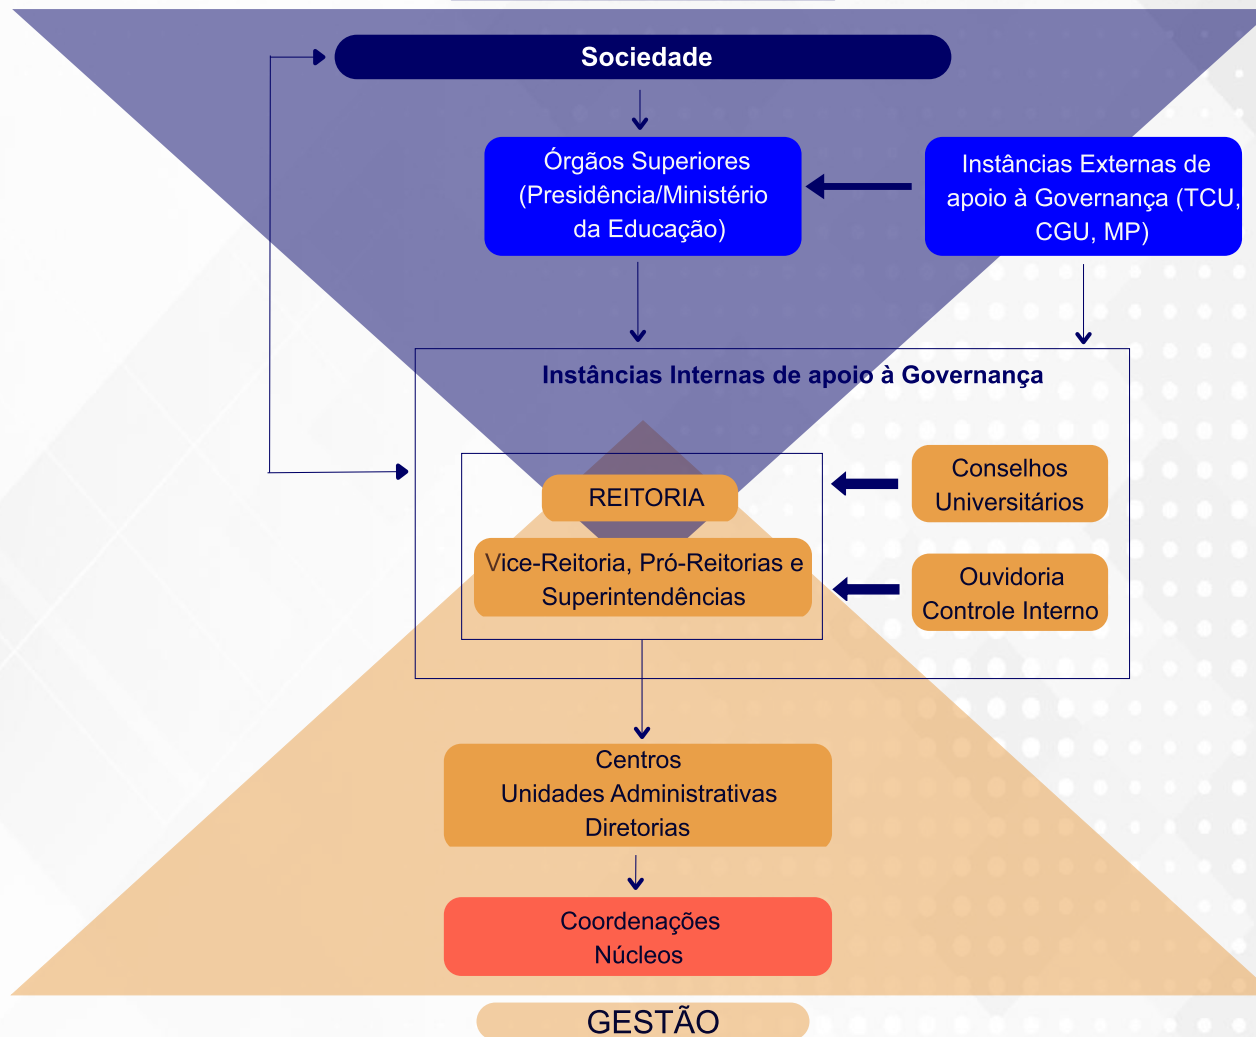 Sociedade
Órgãos Superiores
(Presidência/Ministério
da Educação)
Instâncias Externas de
apoio à Governança (TCU,
CGU, MP)
Instâncias Internas de apoio à Governança
REITORIA
Vice-Reitoria, Pró-Reitorias e
Superintendências
Conselhos
Universitários
Ouvidoria
Controle Interno
Centros
Unidades Administrativas
Diretorias
Coordenações
Núcleos
GESTÃO